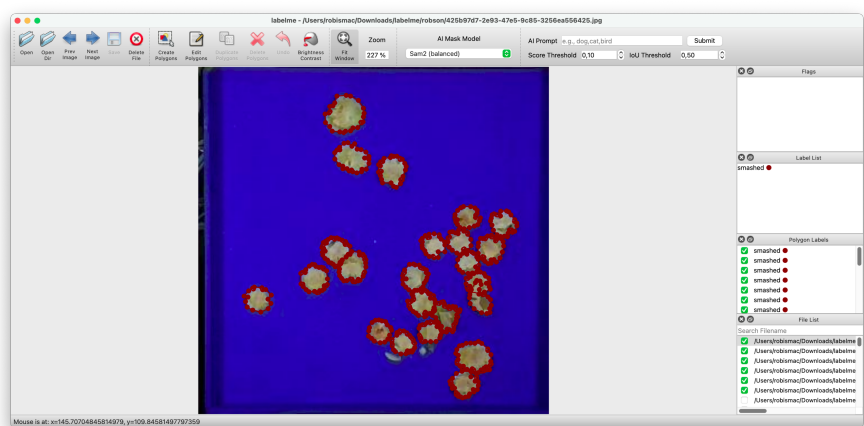 labelme - /Users/robismac/Downloads/labelme/robson/425b97d7-2e93-47e5-9c85-3256ea556425.jpg
Open
Open Dir
Prev Image
Next Image
Save
Delete File
Create Polygons
Edit Polygons
Duplicate Polygons
Delete Polygons
Undo
Brightness Contrast
Fit Window
Zoom
227 %
AI Mask Model
Sam2 (balanced)
AI Prompt e.g., dog,cat,bird Submit
Score Threshold 0,10 IoU Threshold 0,50
Flags
Label List
smashed
Polygon Labels
smashed
smashed
smashed
smashed
smashed
smashed
smashed
File List
Search Filename
/Users/robismac/Downloads/labelme
/Users/robismac/Downloads/labelme
/Users/robismac/Downloads/labelme
/Users/robismac/Downloads/labelme
/Users/robismac/Downloads/labelme
/Users/robismac/Downloads/labelme
/Users/robismac/Downloads/labelme
Mouse is at: x=145.70704845814979, y=109.84581497797359